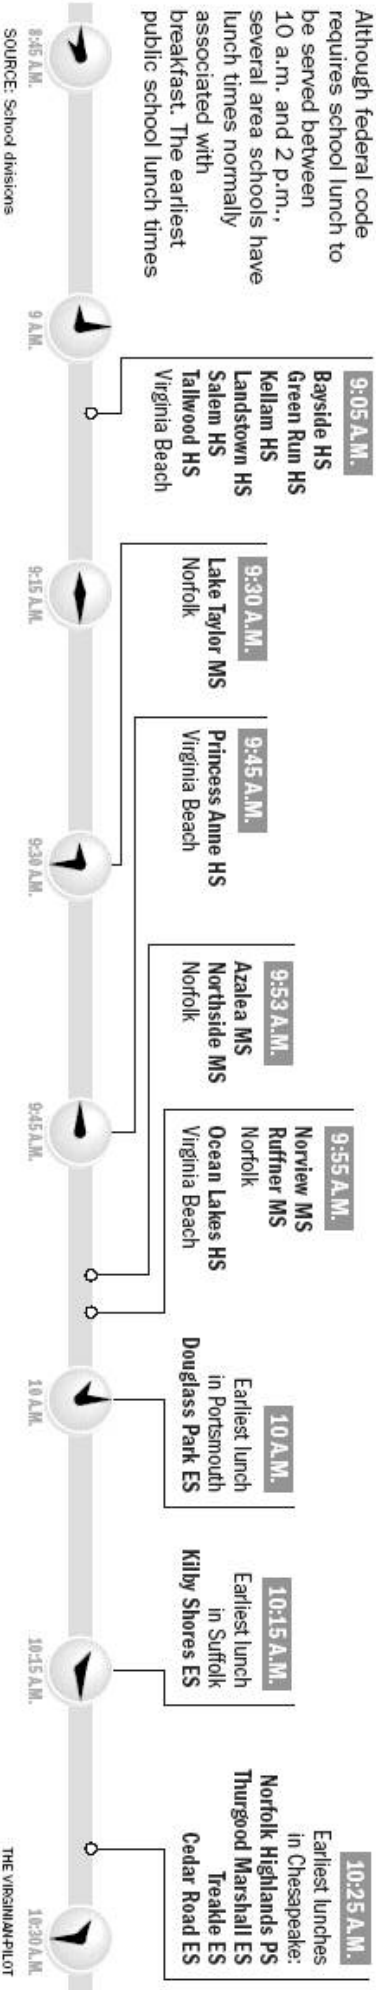 Although federal code
requires school lunch to
be served between
10 a.m. and 2 p.m.,
several area schools have
lunch times normally
associated with
breakfast. The earliest
public school lunch times
9:05 A.M.
Bayside HS
Green Run HS
Kellam HS
Landstown HS
Salem HS
Tallwood HS
Virginia Beach
9:30 A.M.
Lake Taylor MS
Norfolk
9:45 A.M.
Princess Anne HS
Virginia Beach
9:53 A.M.
Azalea MS
Northside MS
Norfolk
9:55 A.M.
Norview MS
Ruffner MS
Norfolk
Ocean Lakes HS
Virginia Beach
10 A.M.
Earliest lunch
in Portsmouth
Douglass Park ES
10:15 A.M.
Earliest lunch
in Suffolk
Kilby Shores ES
10:25 A.M.
Earliest lunches
in Chesapeake:
Norfolk Highlands PS
Thurgood Marshall ES
Treakle ES
Cedar Road ES
8:45 A.M.
9 A.M.
9:15 A.M.
9:30 A.M.
9:45 A.M.
10 A.M.
10:15 A.M.
10:30 A.M.
SOURCE: School divisions
THE VIRGINIAN-PILOT